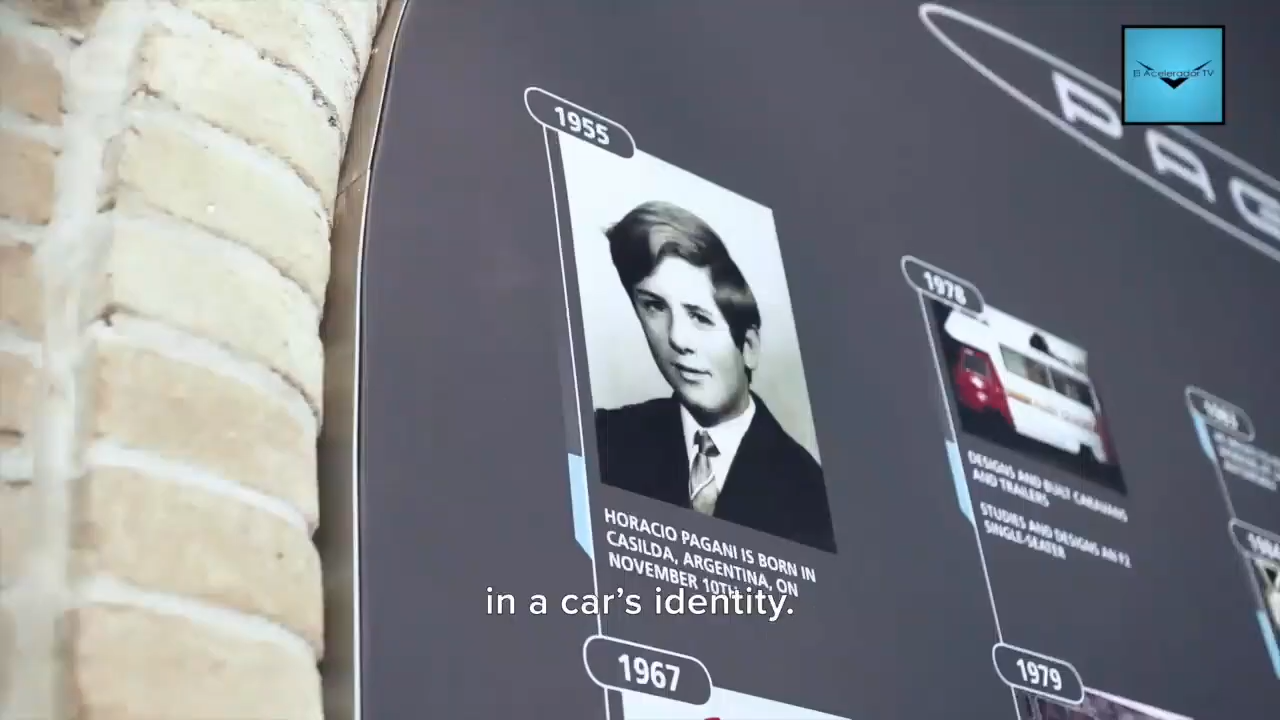 El Acelerador TV
PAG
1955
HORACIO PAGANI IS BORN IN
CASILDA, ARGENTINA, ON
NOVEMBER 10TH
in a car's identity.
1967
1978
DESIGNS AND BUILT CARAVANS
AND TRAILERS
STUDIES AND DESIGNS AN F2
SINGLE-SEATER
1979